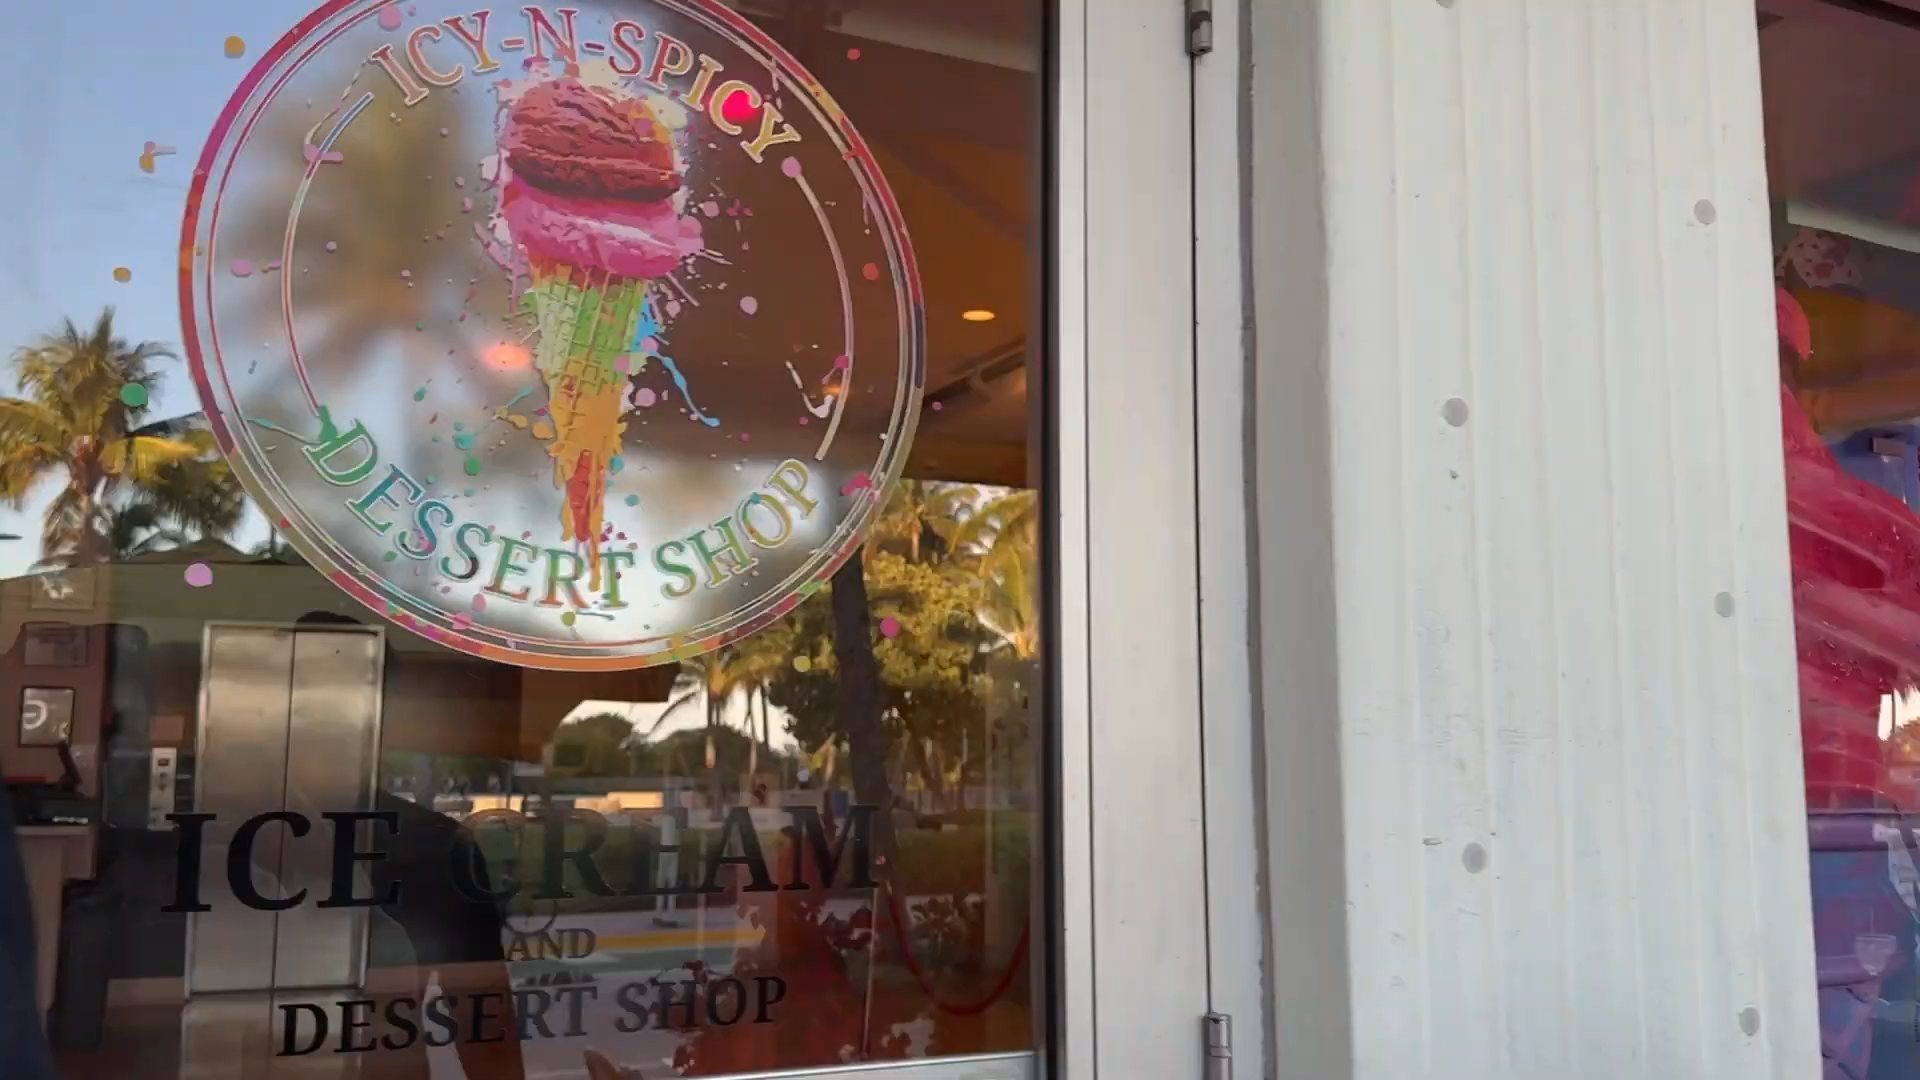 ICY-N-SPICY
DESSERT SHOP
ICE CREAM
AND
DESSERT SHOP